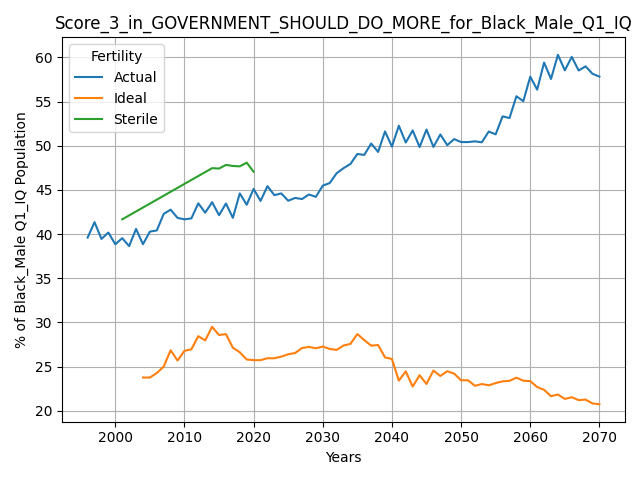 Score_3_in_GOVERNMENT_SHOULD_DO_MORE_for_Black_Male_Q1_IQ
% of Black_Male Q1_IQ Population
60
55
50
45
40
35
30
25
20
Fertility
Actual
Ideal
Sterile
2000 2010 2020 2030 2040 2050 2060 2070
Years